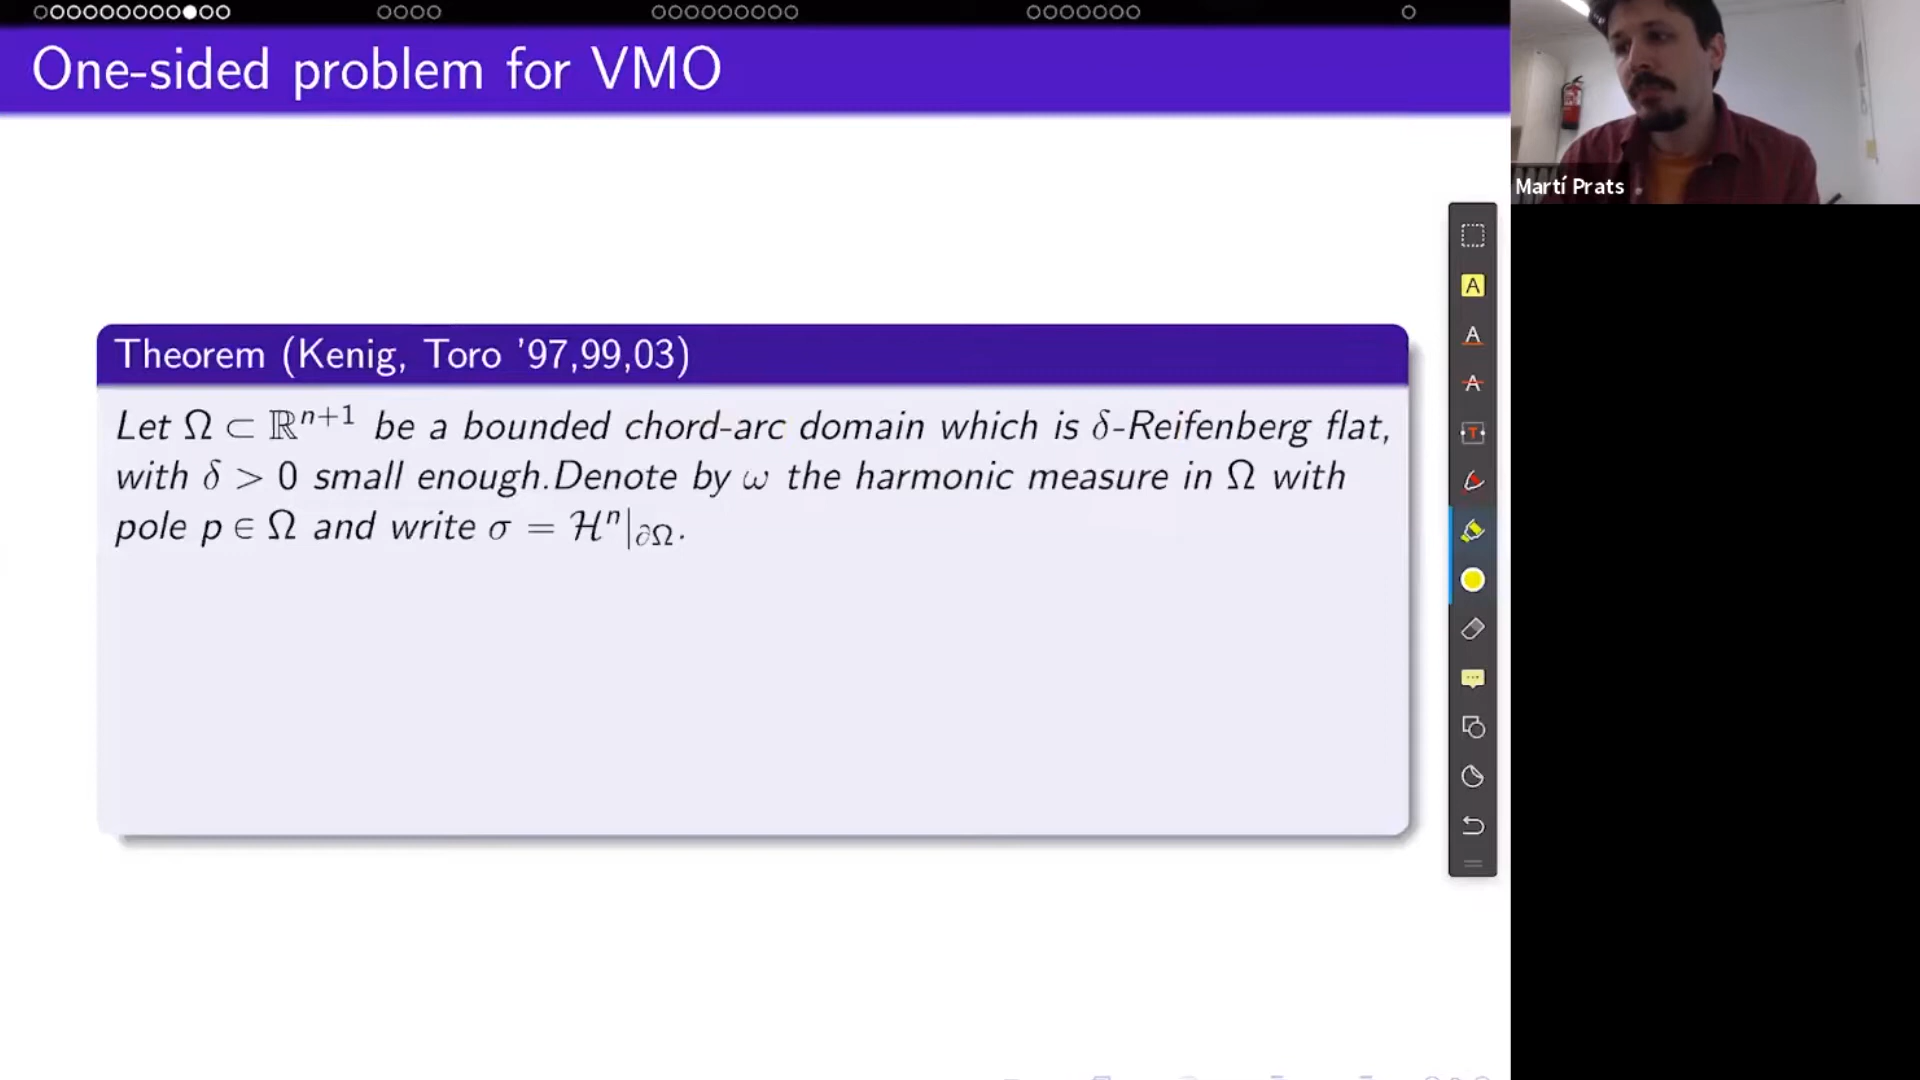 One-sided problem for VMO
Martí Prats
Theorem (Kenig, Toro '97,99,03)
Let Ω ⊂ ℝⁿ⁺¹ be a bounded chord-arc domain which is δ-Reifenberg flat,
with δ > 0 small enough.Denote by ω the harmonic measure in Ω with
pole p ∈ Ω and write σ = ℋⁿ|∂Ω.
A
A
A
T